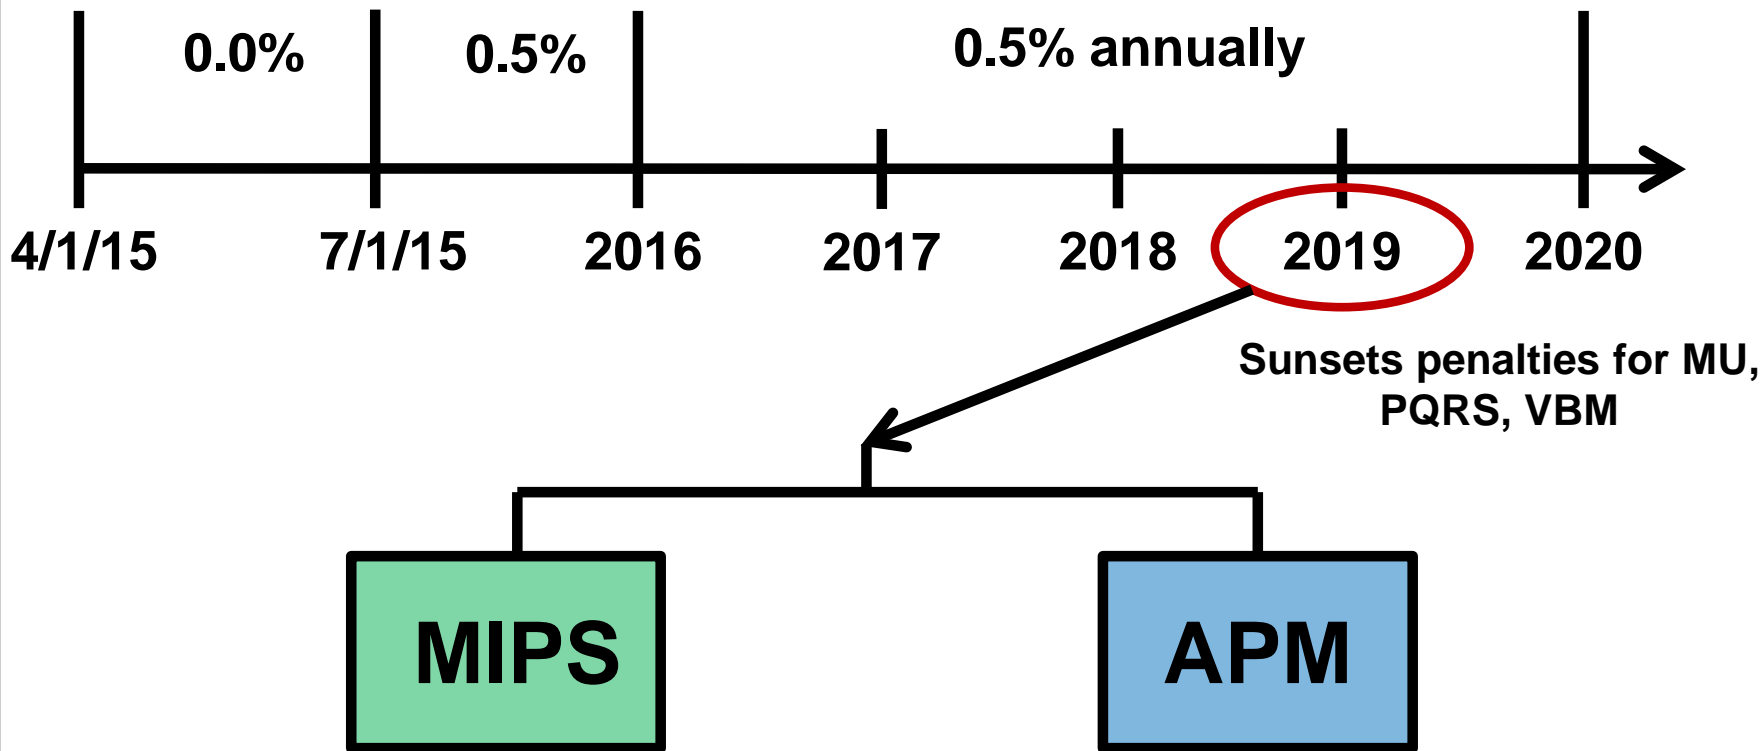 0.0%
0.5%
0.5% annually
4/1/15
7/1/15
2016
2017
2018
2019
2020
Sunsets penalties for MU,
PQRS, VBM
MIPS
APM